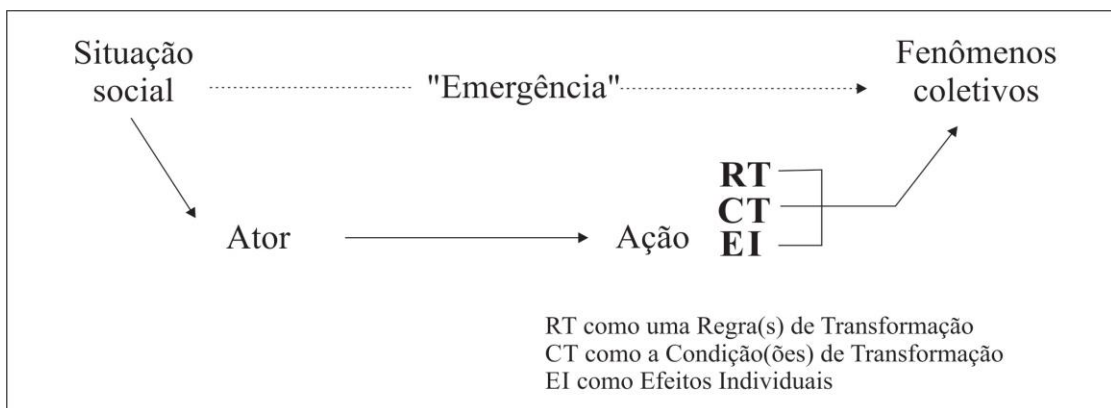 Situação
social
"Emergência"
Fenômenos
coletivos
Ator
Ação
RT
CT
EI
RT como uma Regra(s) de Transformação
CT como a Condição(ões) de Transformação
EI como Efeitos Individuais